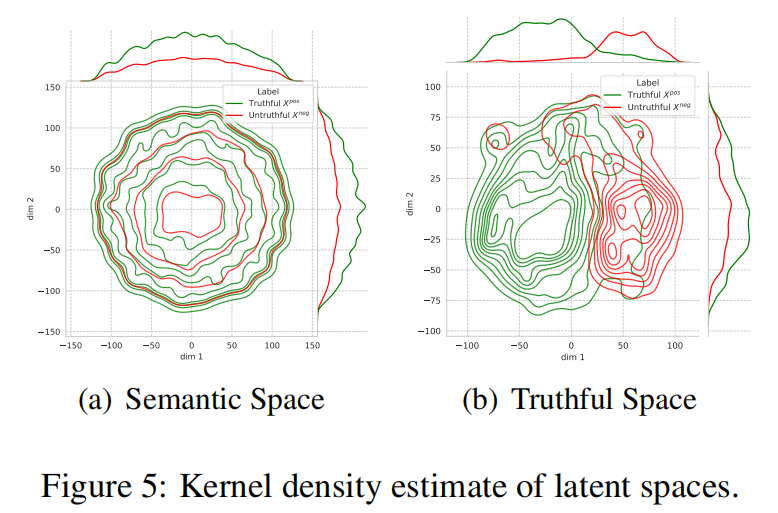 Label
Truthful X^pos
Untruthful X^neg
150
100
50
0
−50
−100
−150
dim 2
−150 −100 −50 0 50 100 150
dim 1
(a) Semantic Space
Label
Truthful X^pos
Untruthful X^neg
100
75
50
25
0
−25
−50
−75
−100
dim 2
−100 −50 0 50 100
dim 1
(b) Truthful Space
Figure 5: Kernel density estimate of latent spaces.